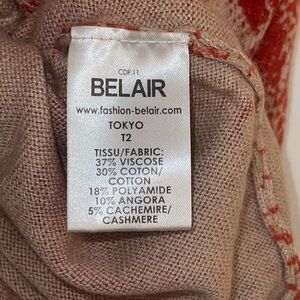 CDF:11
BELAIR
www.fashion-belair.com
TOKYO
T2
TISSU/FABRIC:
37% VISCOSE
30% COTON/
COTTON
18% POLYAMIDE
10% ANGORA
5% CACHEMIRE/
CASHMERE